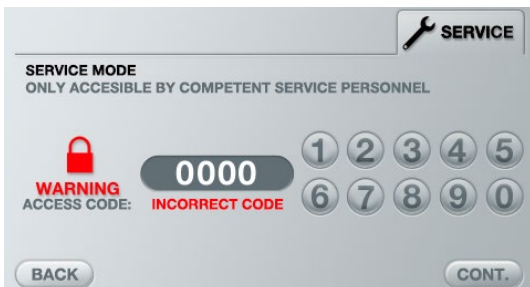 SERVICE
SERVICE MODE
ONLY ACCESIBLE BY COMPETENT SERVICE PERSONNEL
1 2 3 4 5
0000
WARNING
6 7 8 9 0
ACCESS CODE: INCORRECT CODE
BACK CONT.